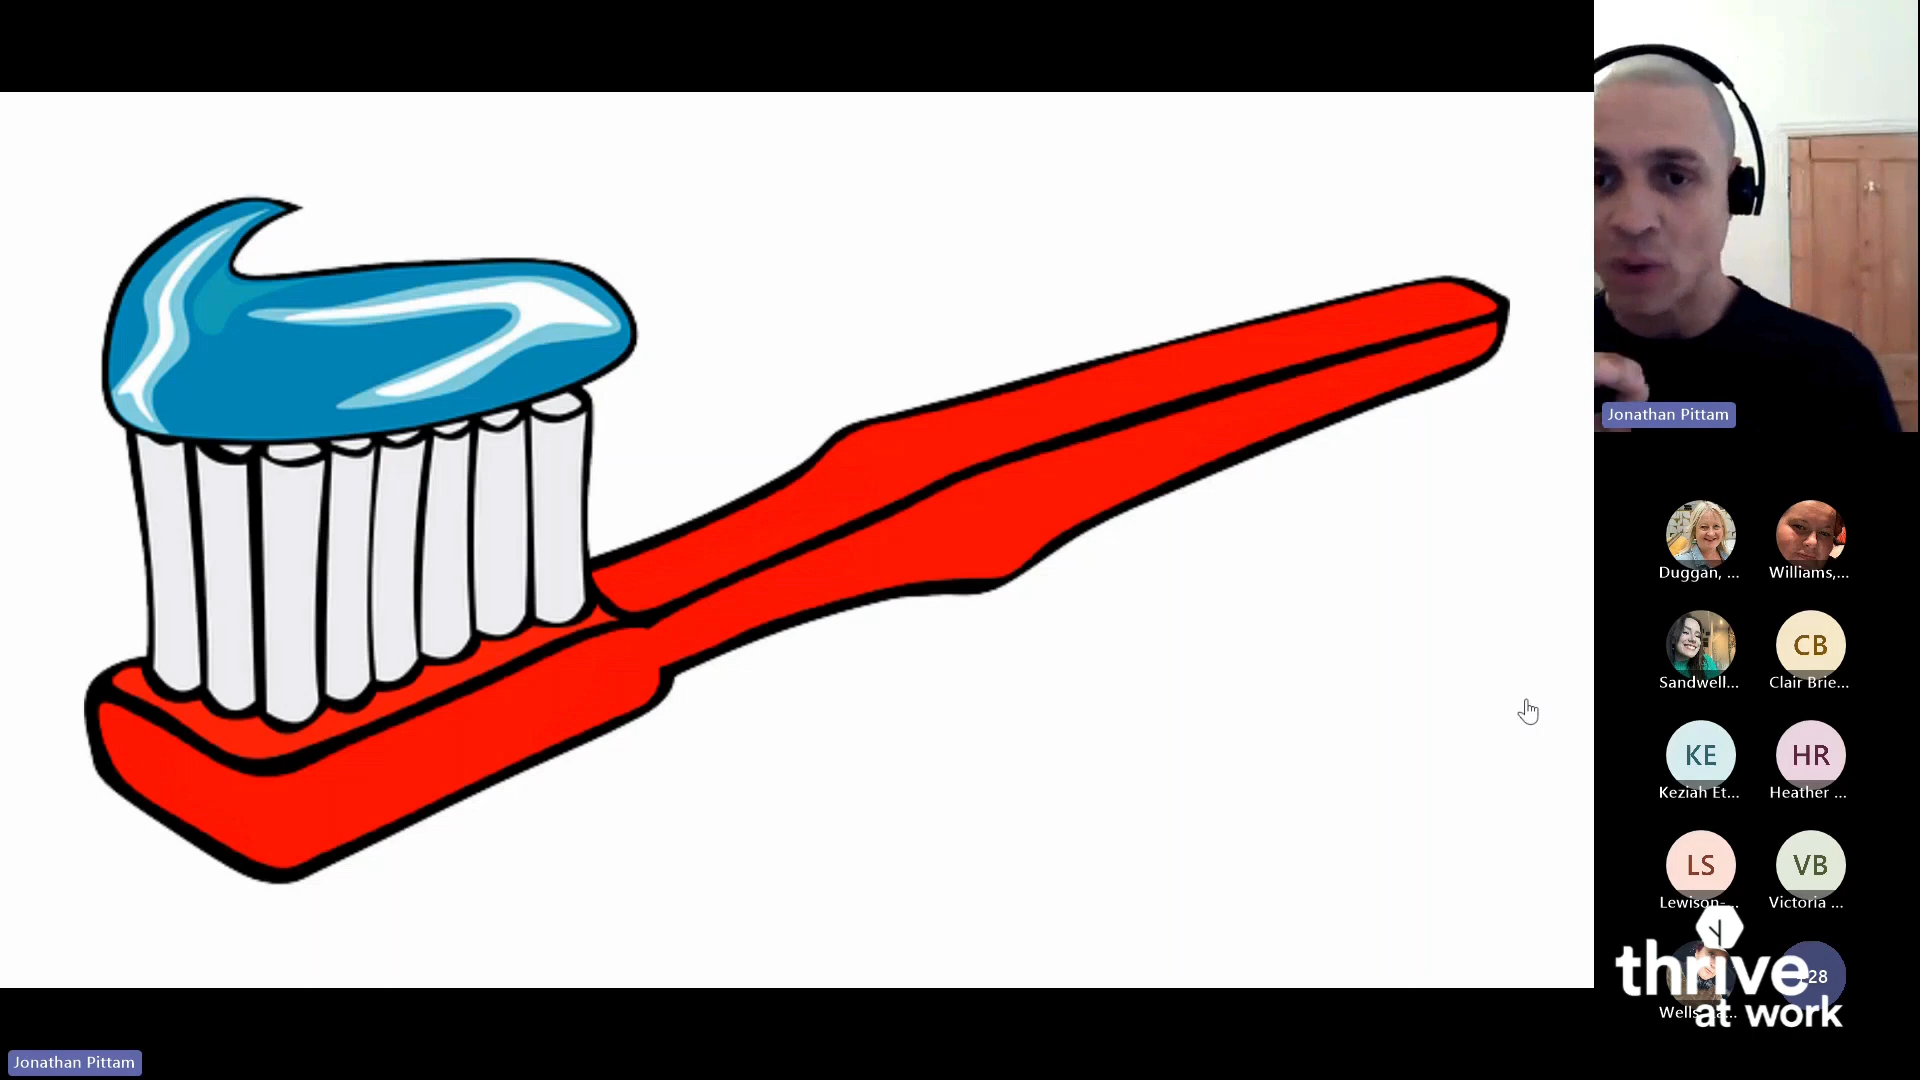 Jonathan Pittam
Duggan, ...
Williams,...
Sandwell...
CB
Clair Brie...
KE
Keziah Et...
HR
Heather ...
LS
Lewison-...
VB
Victoria ...
thrive
at work
28
Jonathan Pittam